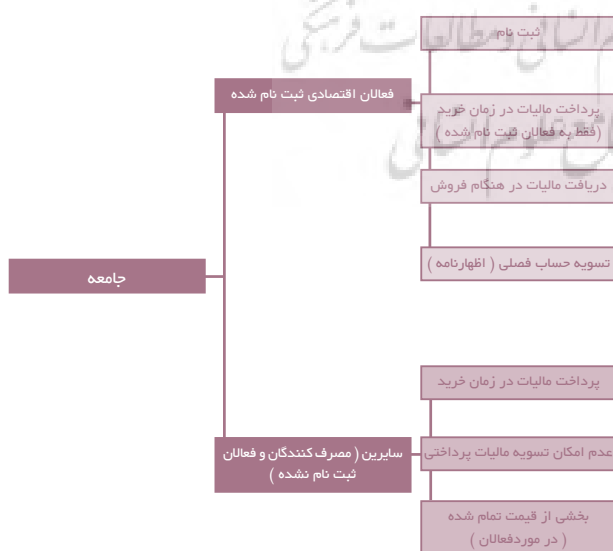 ثبت نام
فعالان اقتصادی ثبت نام شده
پرداخت مالیات در زمان خرید
(فقط به فعالان ثبت نام شده )
دریافت مالیات در هنگام فروش
تسویه حساب فصلی ( اظهارنامه )
جامعه
پرداخت مالیات در زمان خرید
سایرین ( مصرف کنندگان و فعالان
ثبت نام نشده )
عدم امکان تسویه مالیات پرداختی
بخشی از قیمت تمام شده
( در موردفعالان )